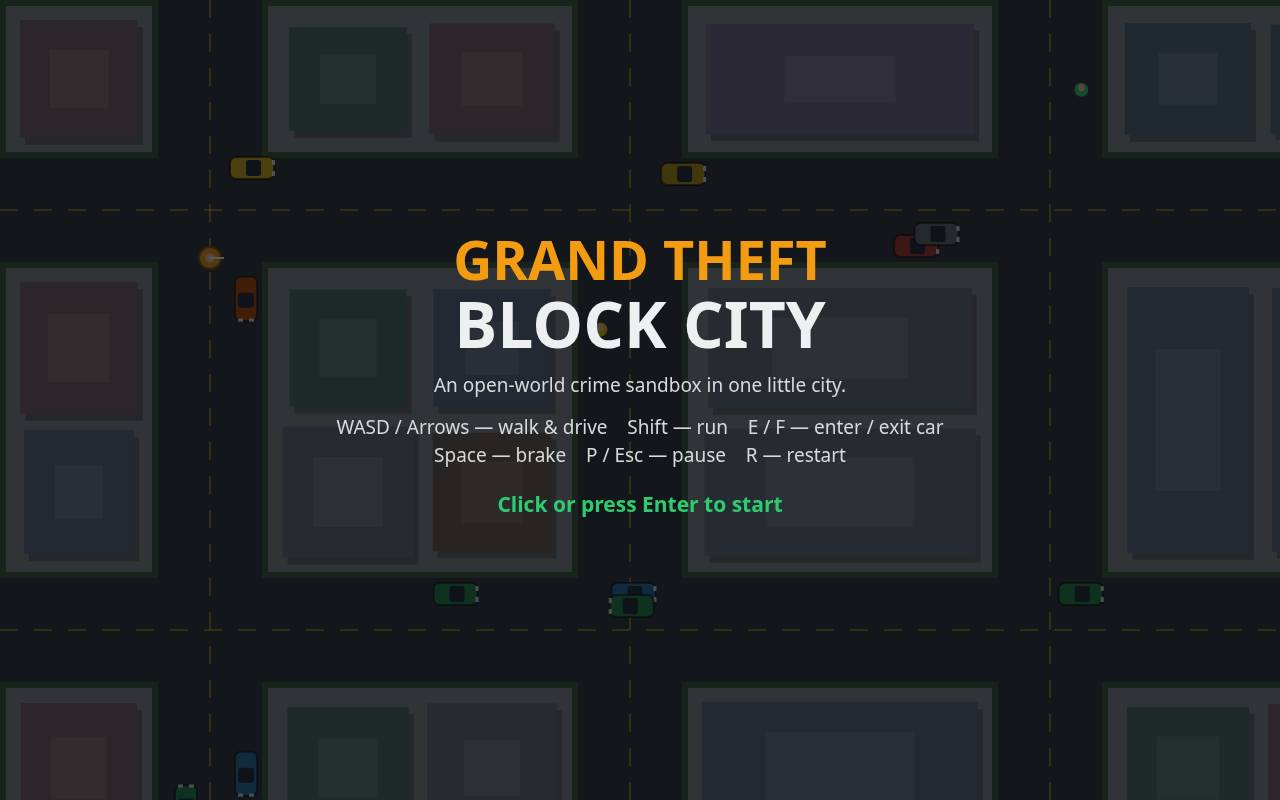 GRAND THEFT
BLOCK CITY
An open-world crime sandbox in one little city.
WASD / Arrows — walk & drive Shift — run E / F — enter / exit car
Space — brake P / Esc — pause R — restart
Click or press Enter to start